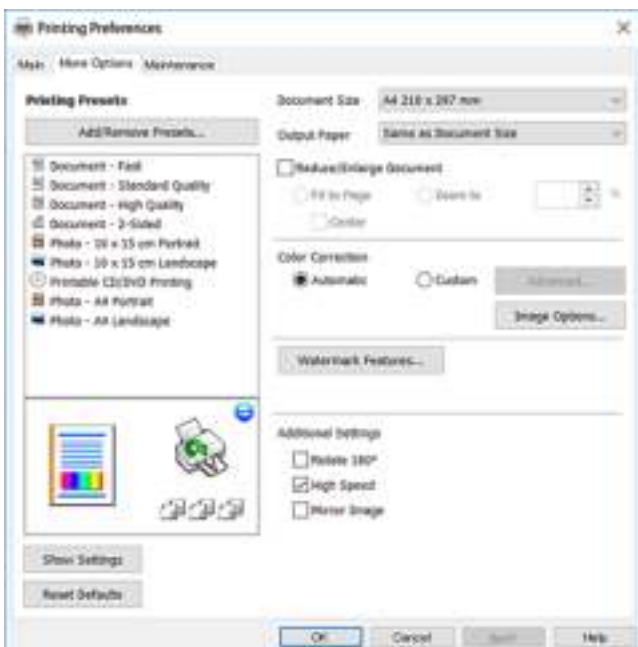 Printing Preferences
Main More Options Maintenance
Printing Presets
Add/Remove Presets...
Document - Fast
Document - Standard Quality
Document - High Quality
Document - 2-Sided
Photo - 10 x 15 cm Portrait
Photo - 10 x 15 cm Landscape
Printable CD/DVD Printing
Photo - A4 Portrait
Photo - A4 Landscape
Show Settings
Reset Defaults
Document Size A4 210 x 297 mm
Output Paper Same as Document Size
Reduce/Enlarge Document
Fit to Page Zoom to %
Center
Color Correction
Automatic Custom Advanced...
Image Options...
Watermark Features...
Additional Settings
Rotate 180°
High Speed
Mirror Image
OK Cancel Apply Help